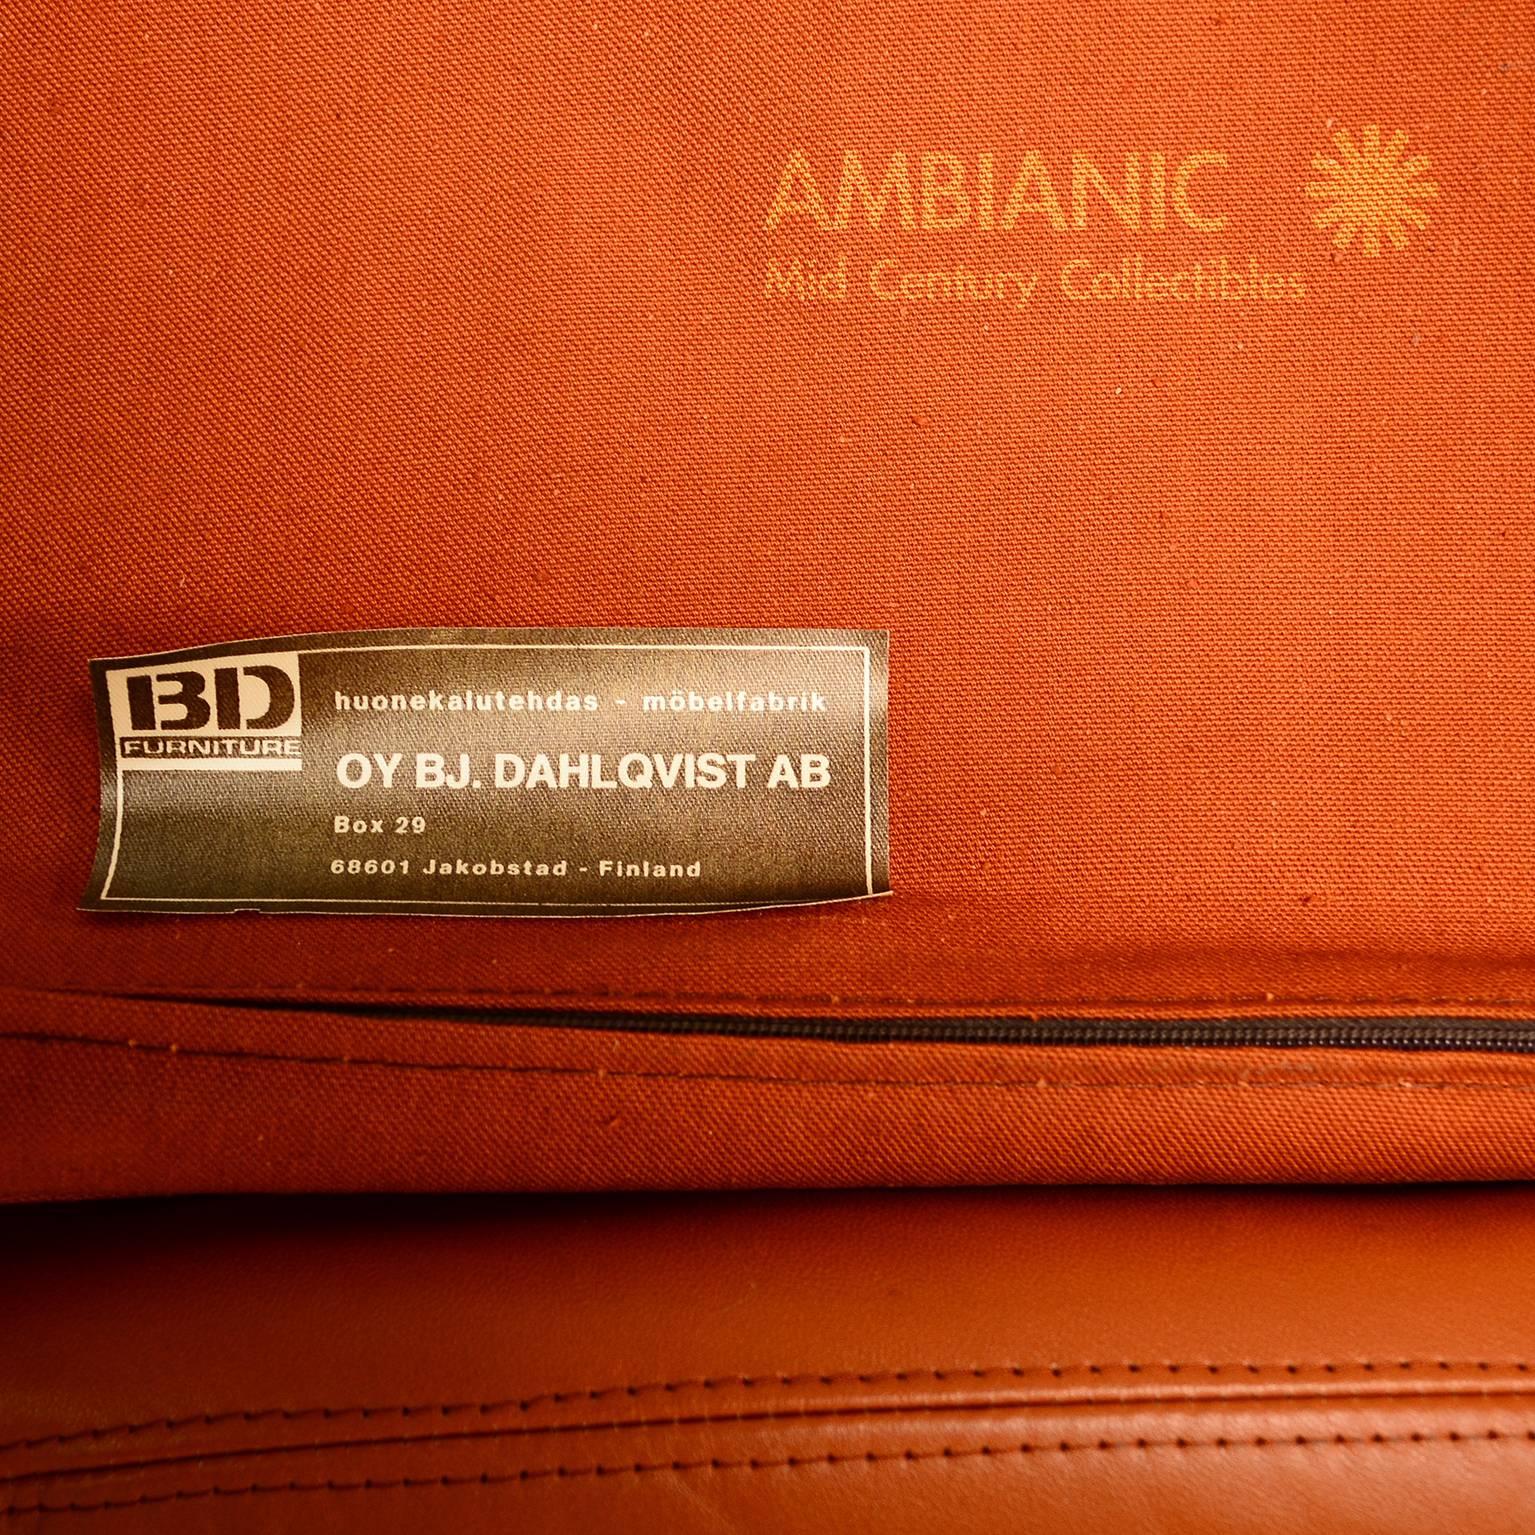 AMBIANIC
Mid Century Collectibles
BD
FURNITURE
huonekalutehdas - möbelfabrik
OY BJ. DAHLQVIST AB
Box 29
68601 Jakobstad - Finland